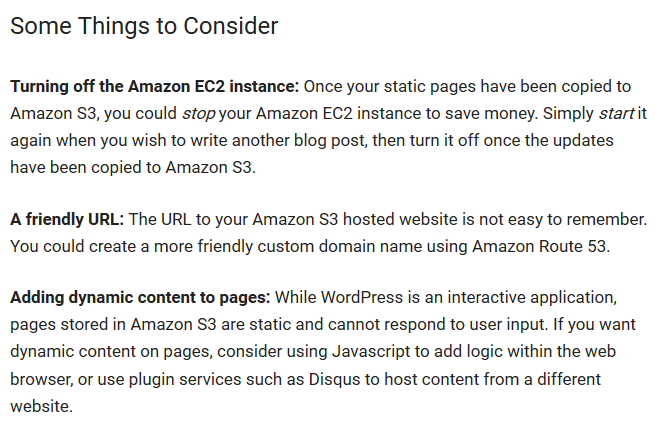 Some Things to Consider
Turning off the Amazon EC2 instance: Once your static pages have been copied to
Amazon S3, you could stop your Amazon EC2 instance to save money. Simply start it
again when you wish to write another blog post, then turn it off once the updates
have been copied to Amazon S3.
A friendly URL: The URL to your Amazon S3 hosted website is not easy to remember.
You could create a more friendly custom domain name using Amazon Route 53.
Adding dynamic content to pages: While WordPress is an interactive application,
pages stored in Amazon S3 are static and cannot respond to user input. If you want
dynamic content on pages, consider using Javascript to add logic within the web
browser, or use plugin services such as Disqus to host content from a different
website.